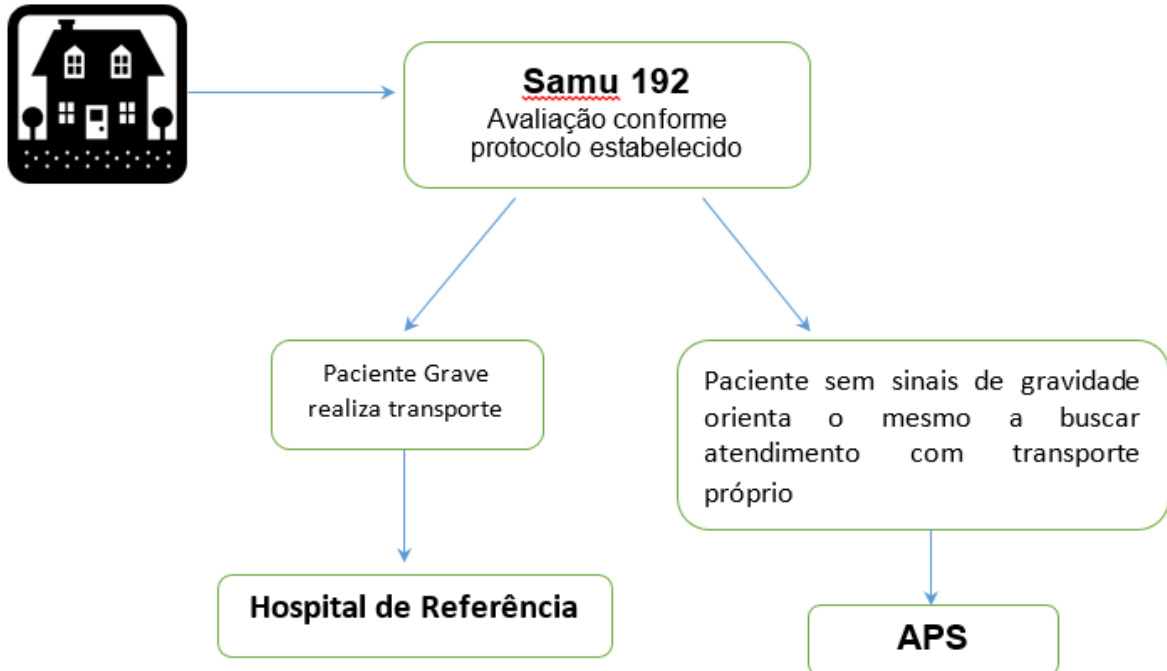 Samu 192
Avaliação conforme
protocolo estabelecido
Paciente Grave
realiza transporte
Paciente sem sinais de gravidade
orienta o mesmo a buscar
atendimento com transporte
próprio
Hospital de Referência
APS